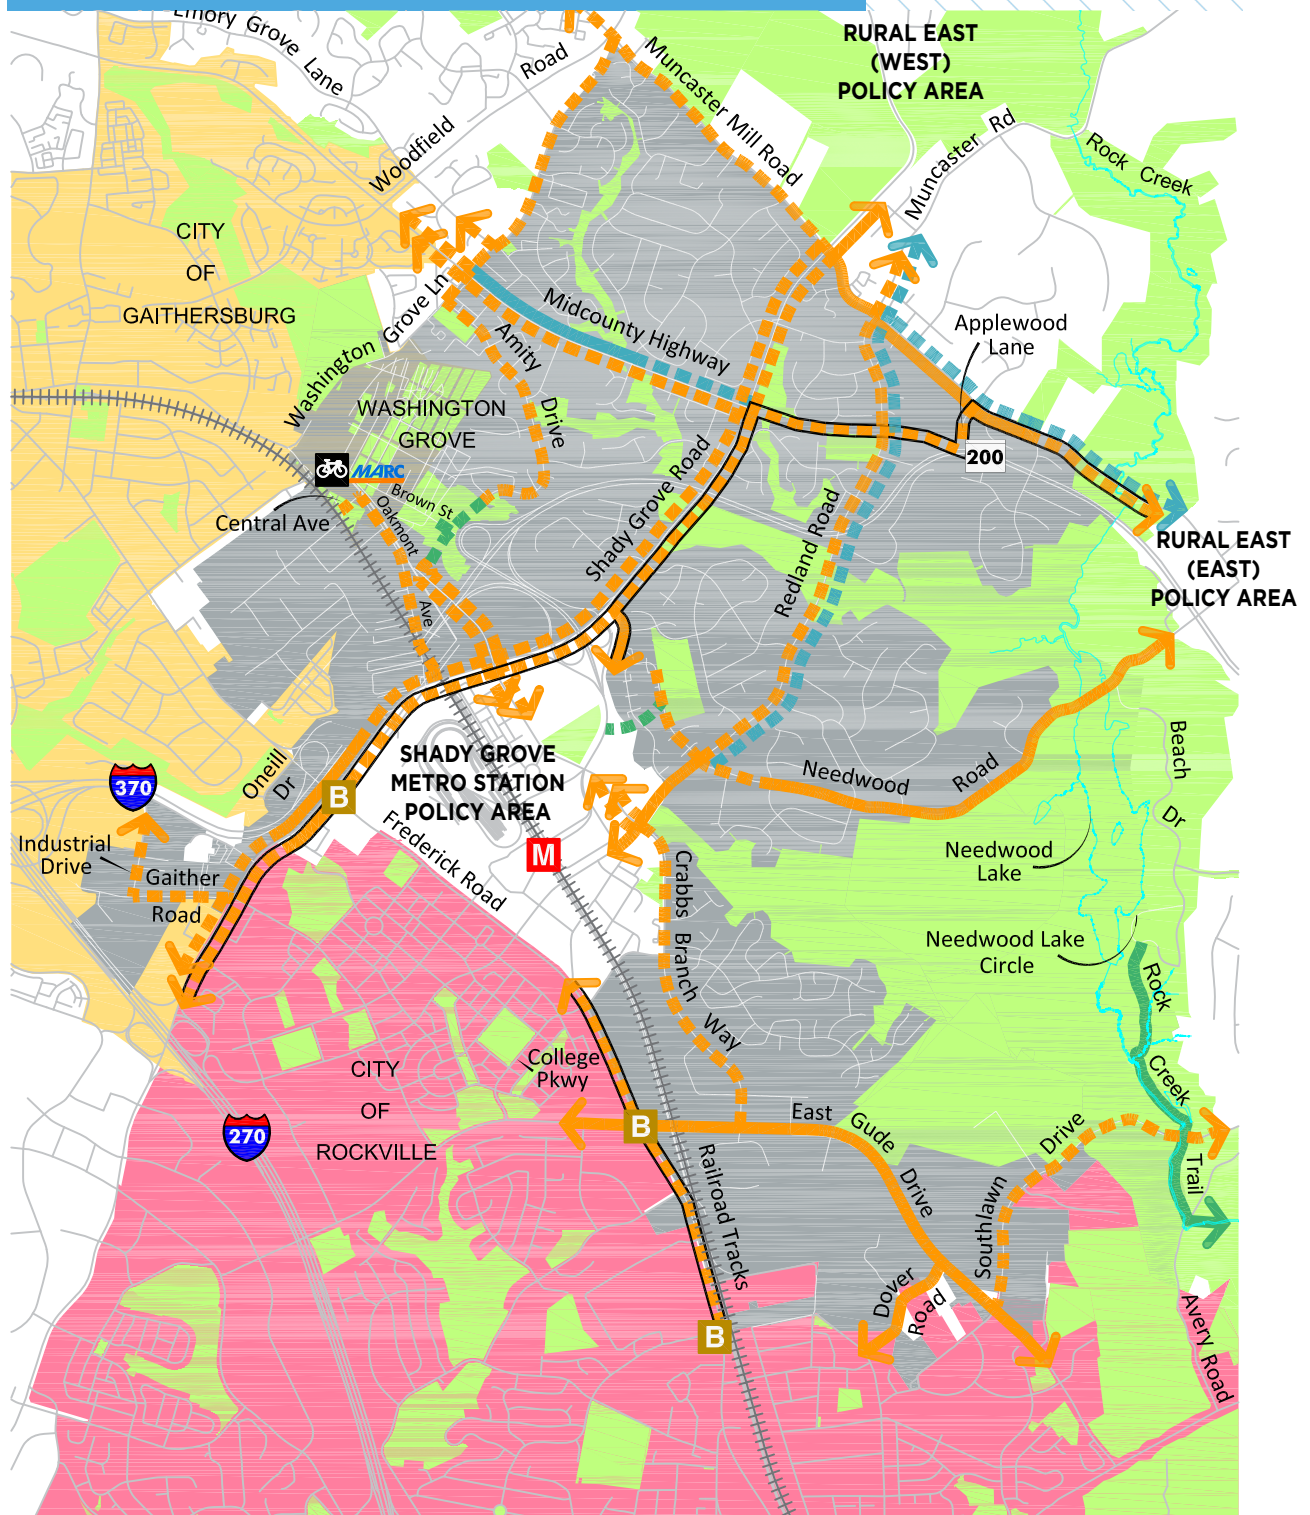 Emory Grove Lane
Woodfield Road
Muncaster Mill Road
RURAL EAST
(WEST)
POLICY AREA
Muncaster Rd
Rock Creek
CITY
OF
GAITHERSBURG
Washington Grove Ln
Midcounty Highway
Amity Drive
Applewood
Lane
WASHINGTON
GROVE
MARC
Brown St
Oakmont Ave
Central Ave
Shady Grove Road
Redland Road
200
RURAL EAST
(EAST)
POLICY AREA
Oneill
Dr
370
B
SHADY GROVE
METRO STATION
POLICY AREA
Needwood Road
Beach Dr
Industrial
Drive
Gaither
Road
Frederick Road
M
Needwood
Lake
Crabbs Branch Way
Needwood Lake
Circle
Rock Creek Trail
CITY
OF
ROCKVILLE
College
Pkwy
270
B
East Gude Drive
Southlawn Drive
Railroad Tracks
Dover
Road
B
Avery Road